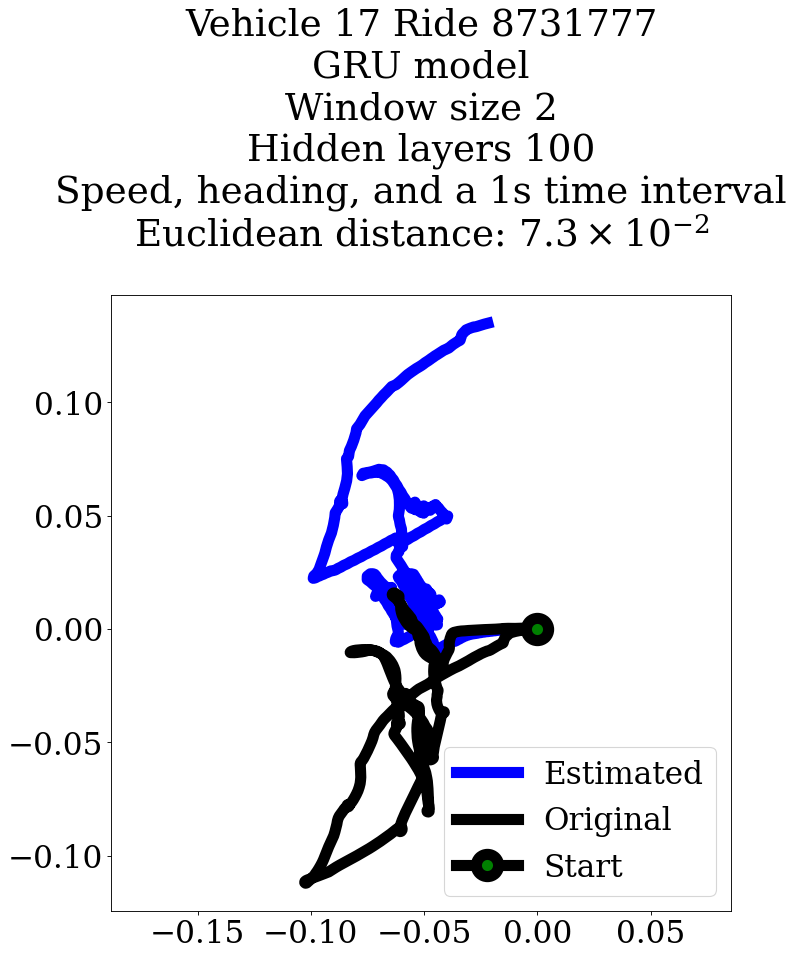 Vehicle 17 Ride 8731777
GRU model
Window size 2
Hidden layers 100
Speed, heading, and a 1s time interval
Euclidean distance: 7.3 × 10⁻²
0.10
0.05
0.00
−0.05
−0.10
Estimated
Original
Start
−0.15 −0.10 −0.05 0.00 0.05